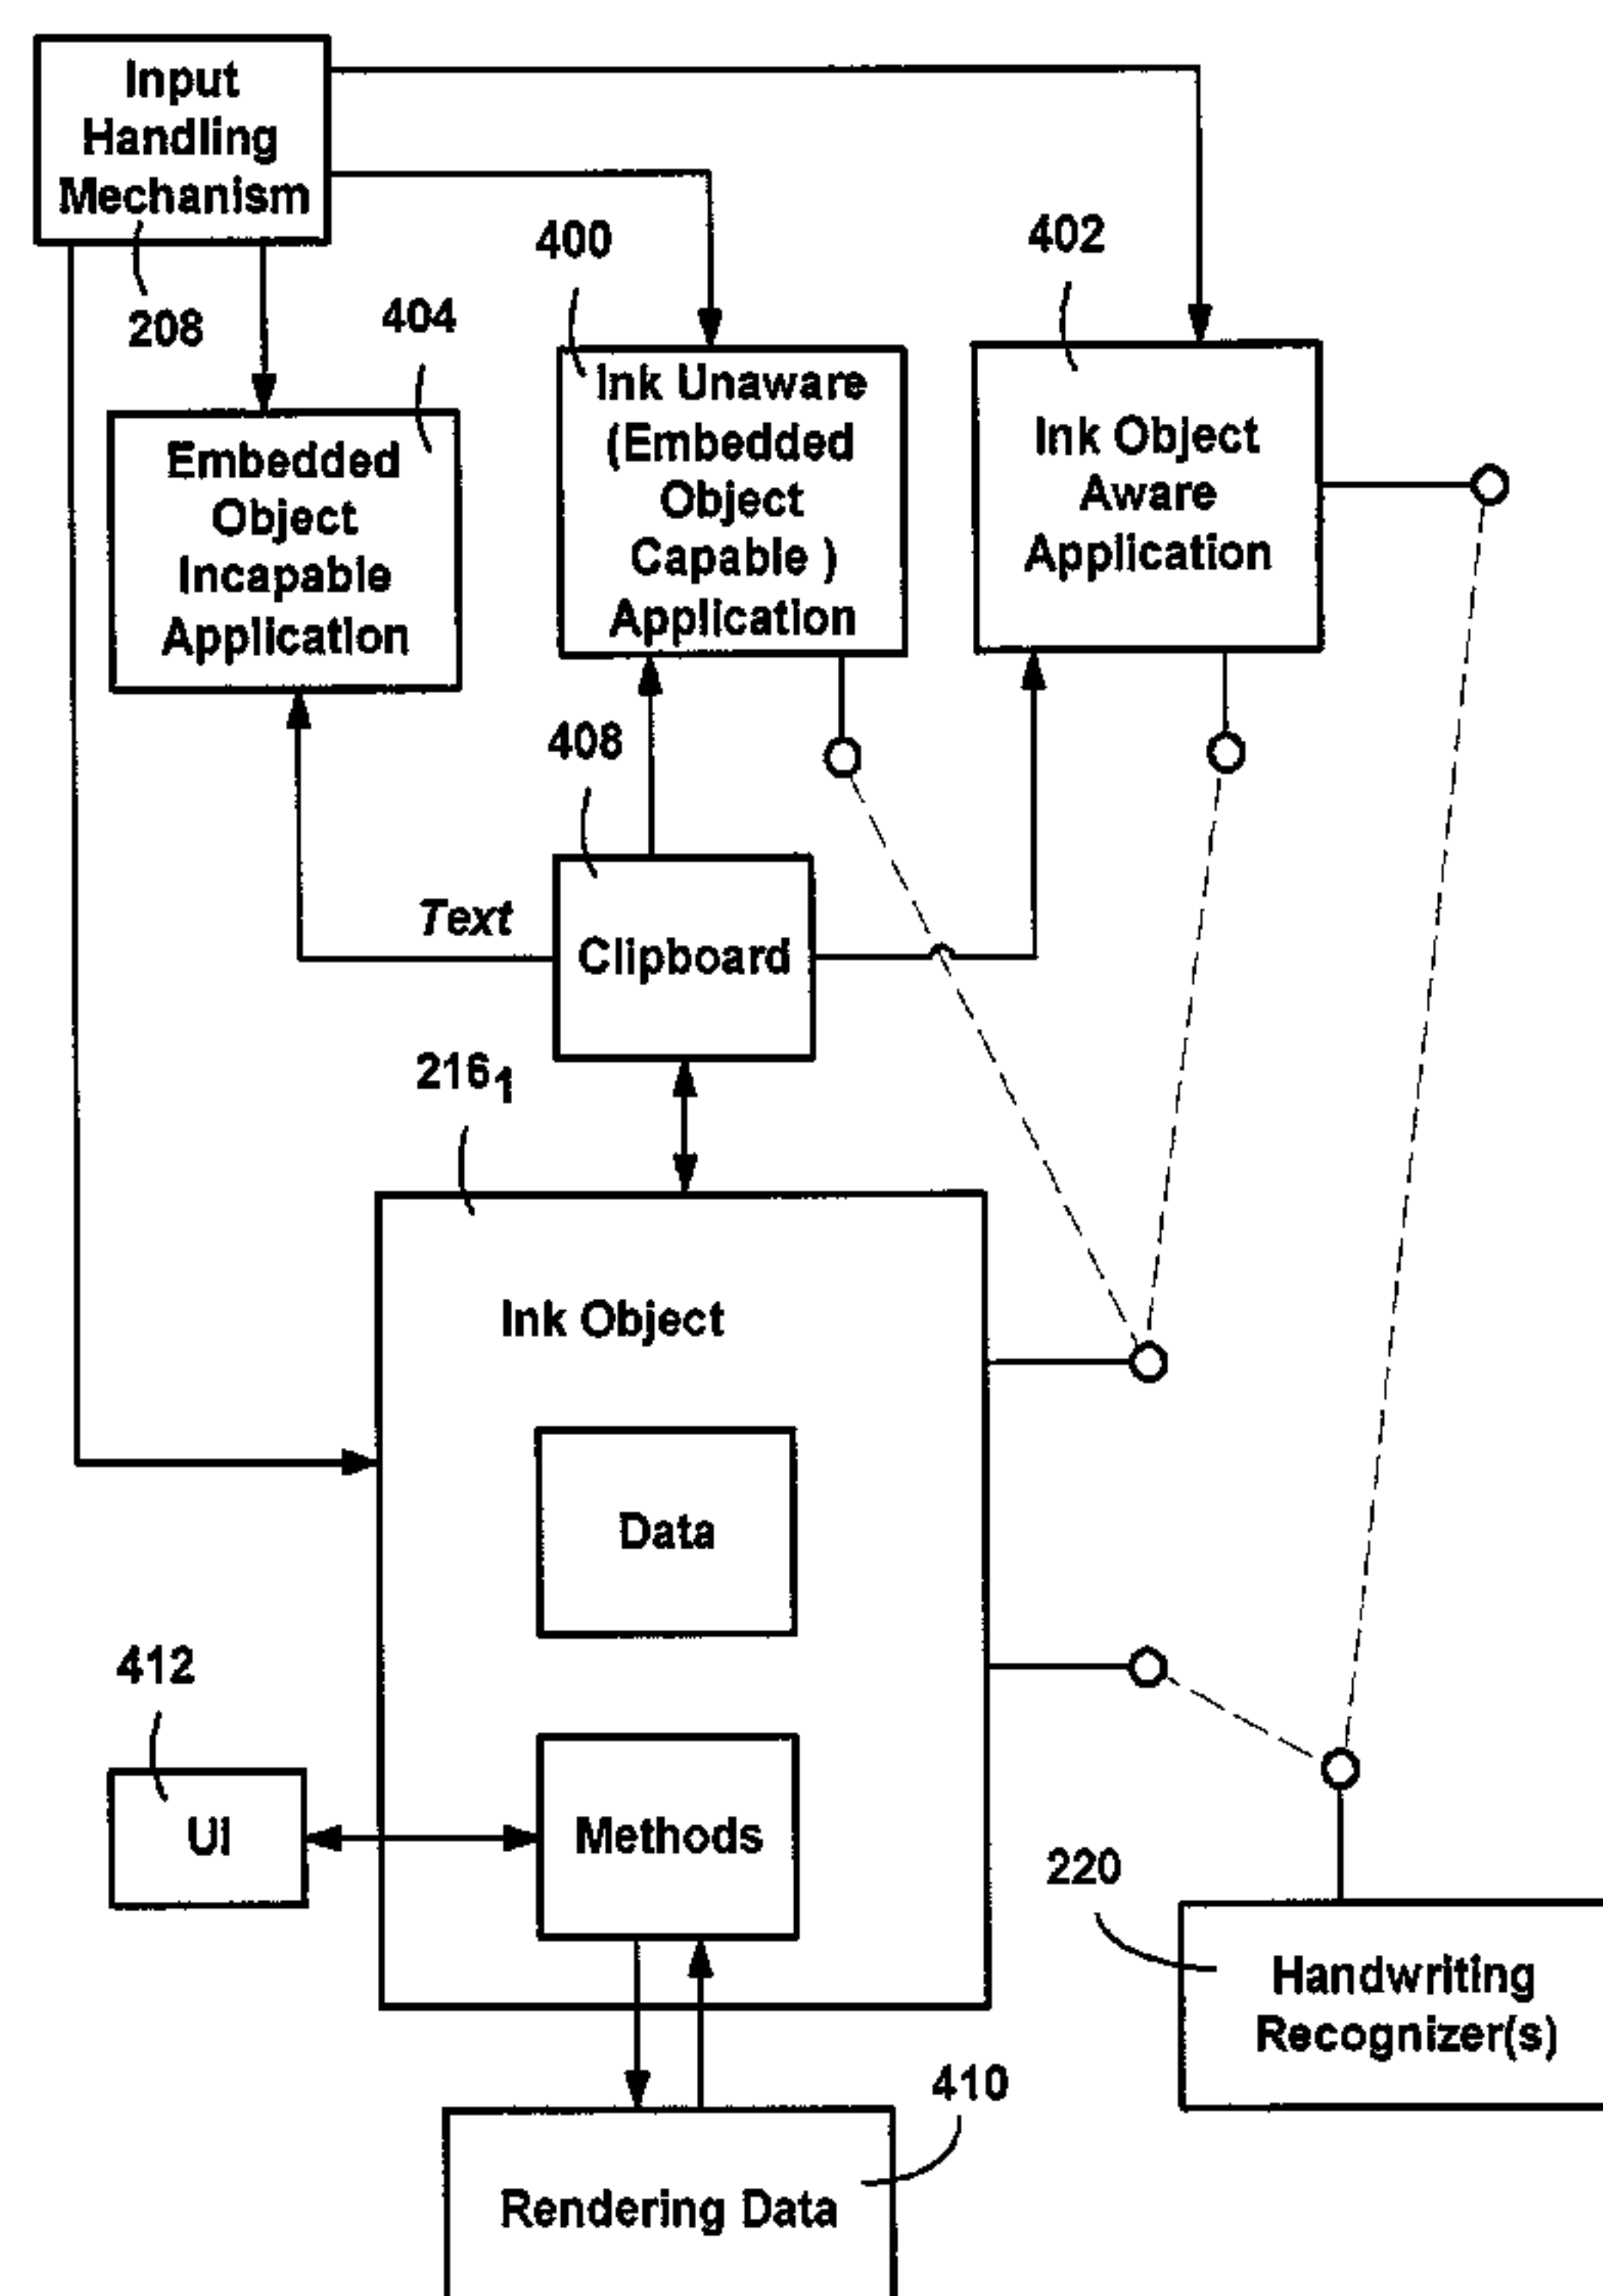 Input
Handling
Mechanism
208
404
400
402
Embedded
Object
Incapable
Application
Ink Unaware
(Embedded
Object
Capable )
Application
Ink Object
Aware
Application
408
Text
Clipboard
216₁
Ink Object
Data
412
UI
Methods
220
Handwriting
Recognizer(s)
410
Rendering Data